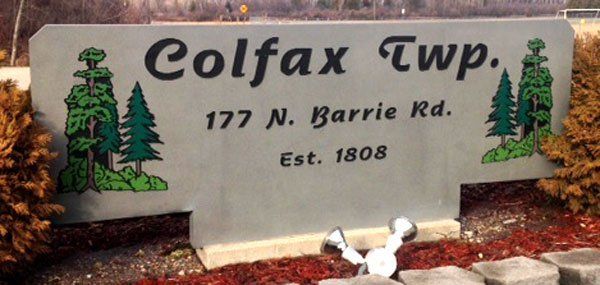 Colfax Twp.
177 N. Barrie Rd.
Est. 1808